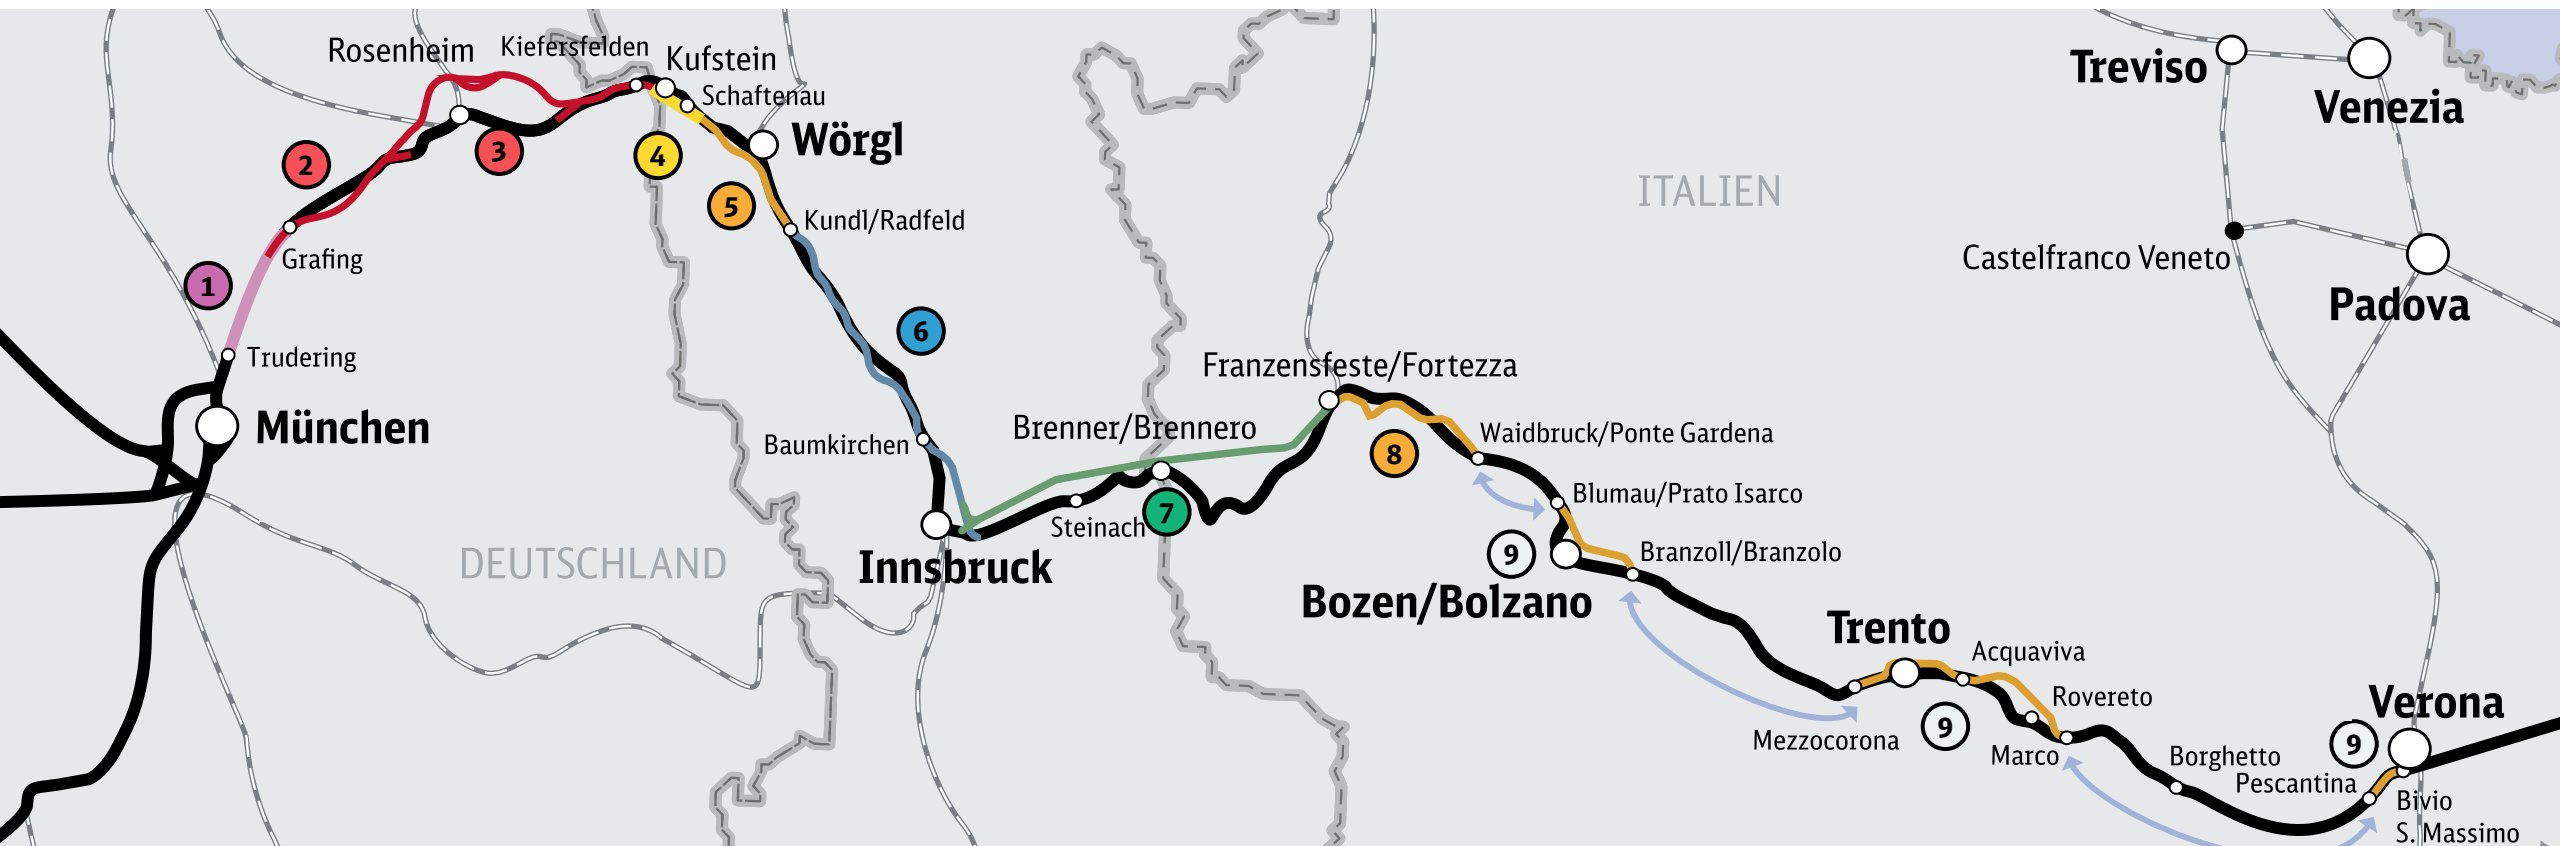 Rosenheim
Kiefersfelden
Kufstein
Schaftenau
Wörgl
Treviso
Venezia
2
3
4
5
Kundl/Radfeld
ITALIEN
Grafing
1
Castelfranco Veneto
Padova
6
Trudering
München
Franzensfeste/Fortezza
Brenner/Brennero
Baumkirchen
8
Waidbruck/Ponte Gardena
Blumau/Prato Isarco
Steinach
7
DEUTSCHLAND
Innsbruck
9
Branzoll/Branzolo
Bozen/Bolzano
Trento
Acquaviva
Rovereto
Verona
Mezzocorona
9
Marco
9
Borghetto
Pescantina
Bivio
S. Massimo